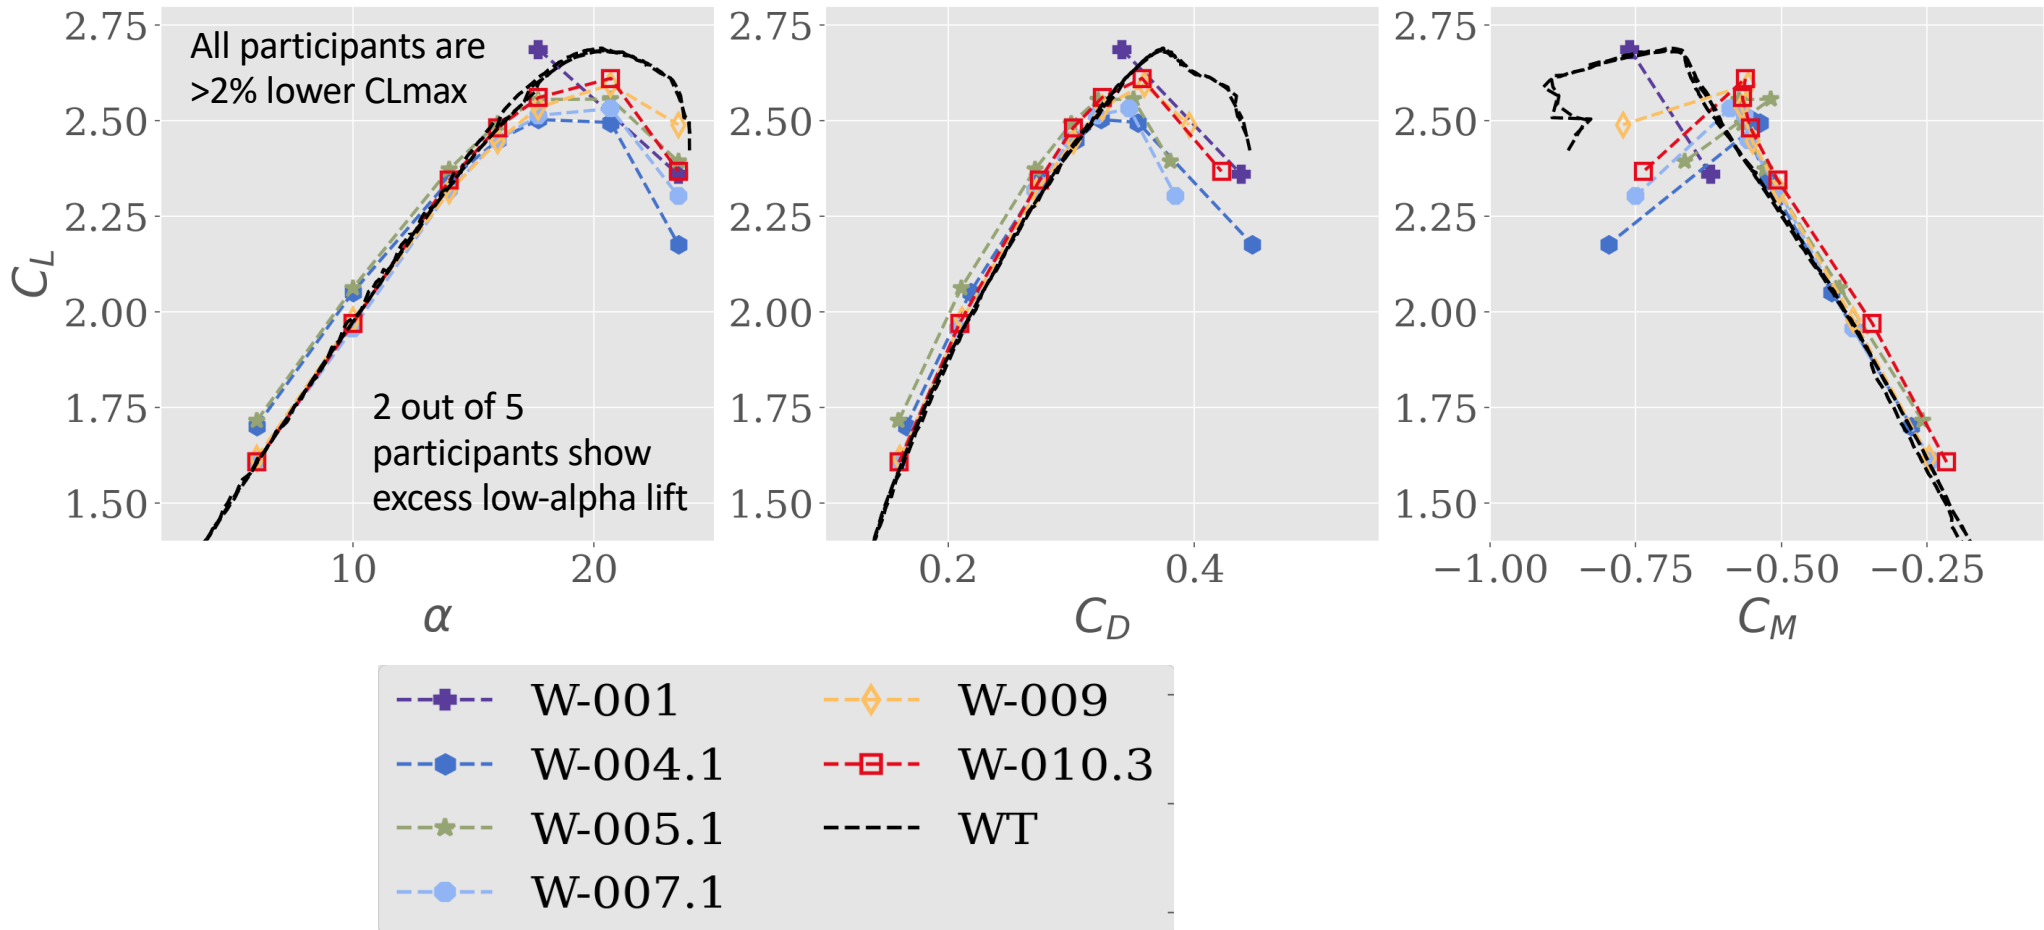 All participants are
>2% lower CLmax
2 out of 5
participants show
excess low-alpha lift
C_L
2.75
2.50
2.25
2.00
1.75
1.50
10
20
α
2.75
2.50
2.25
2.00
1.75
1.50
0.2
0.4
C_D
2.75
2.50
2.25
2.00
1.75
1.50
−1.00
−0.75
−0.50
−0.25
C_M
W-001
W-004.1
W-005.1
W-007.1
W-009
W-010.3
WT